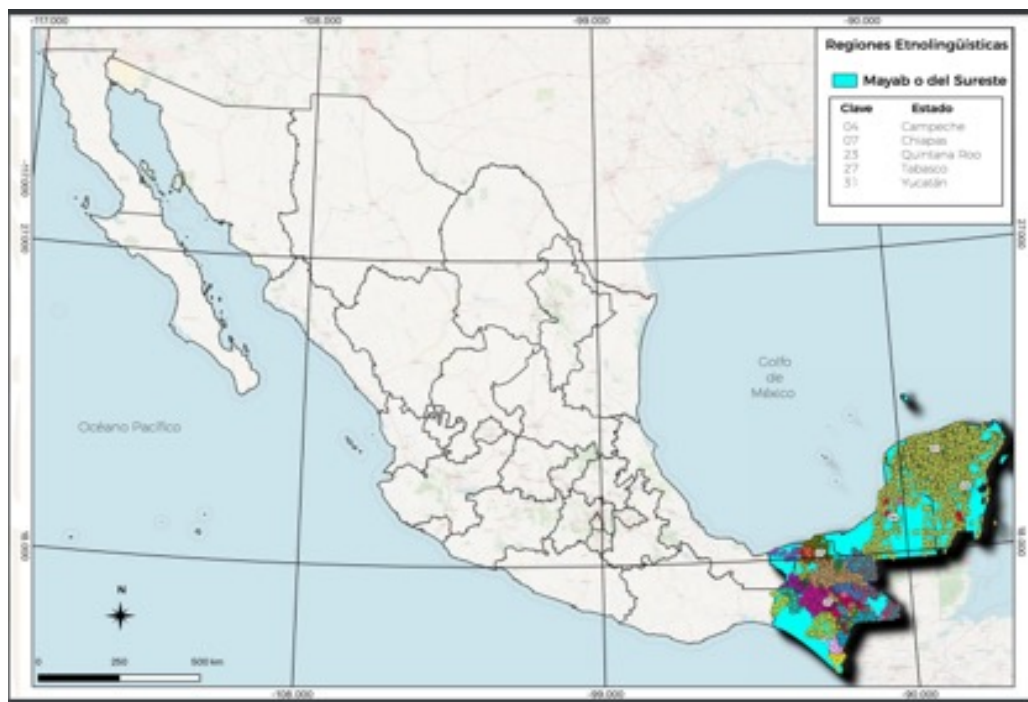 -117.000 -108.000 -99.000 -90.000
Regiones Etnolingüísticas
Mayab o del Sureste
Clave Estado
04 Campeche
07 Chiapas
23 Quintana Roo
27 Tabasco
31 Yucatán
-117.000
27.000
27.000
Golfo
de
México
Océano Pacífico
18.000
18.000
N
0 250 500 km
-108.000 -99.000 -90.000